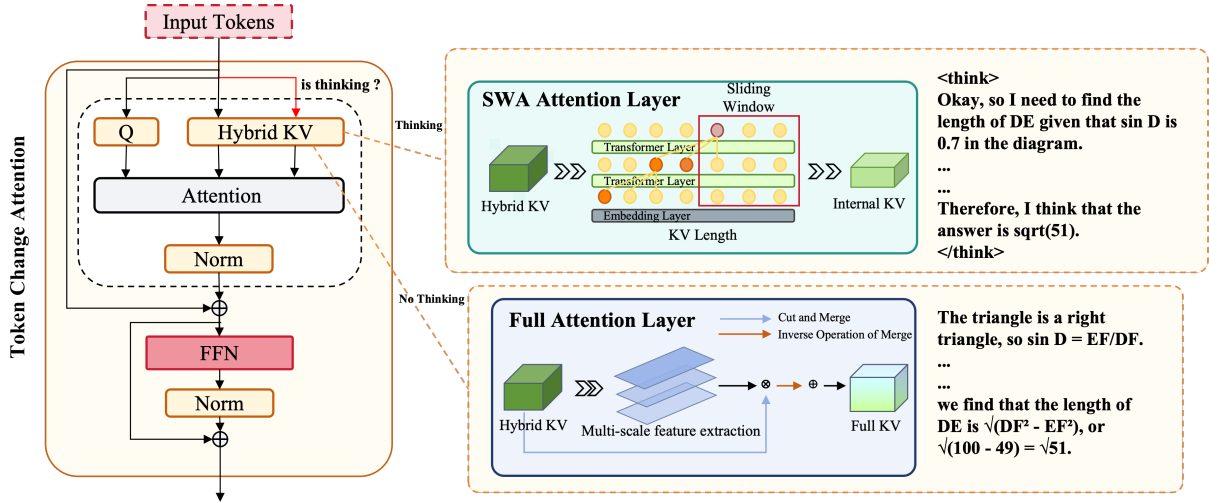 Input Tokens
is thinking ?
Q
Hybrid KV
Attention
Norm
FFN
Norm
Token Change Attention
Thinking
No Thinking
SWA Attention Layer
Sliding
Window
Transformer Layer
Transformer Layer
Embedding Layer
KV Length
Hybrid KV
Internal KV
<think>
Okay, so I need to find the
length of DE given that sin D is
0.7 in the diagram.
...
...
Therefore, I think that the
answer is sqrt(51).
</think>
Full Attention Layer
Cut and Merge
Inverse Operation of Merge
Hybrid KV
Multi-scale feature extraction
Full KV
The triangle is a right
triangle, so sin D = EF/DF.
...
...
we find that the length of
DE is √(DF² - EF²), or
√(100 - 49) = √51.